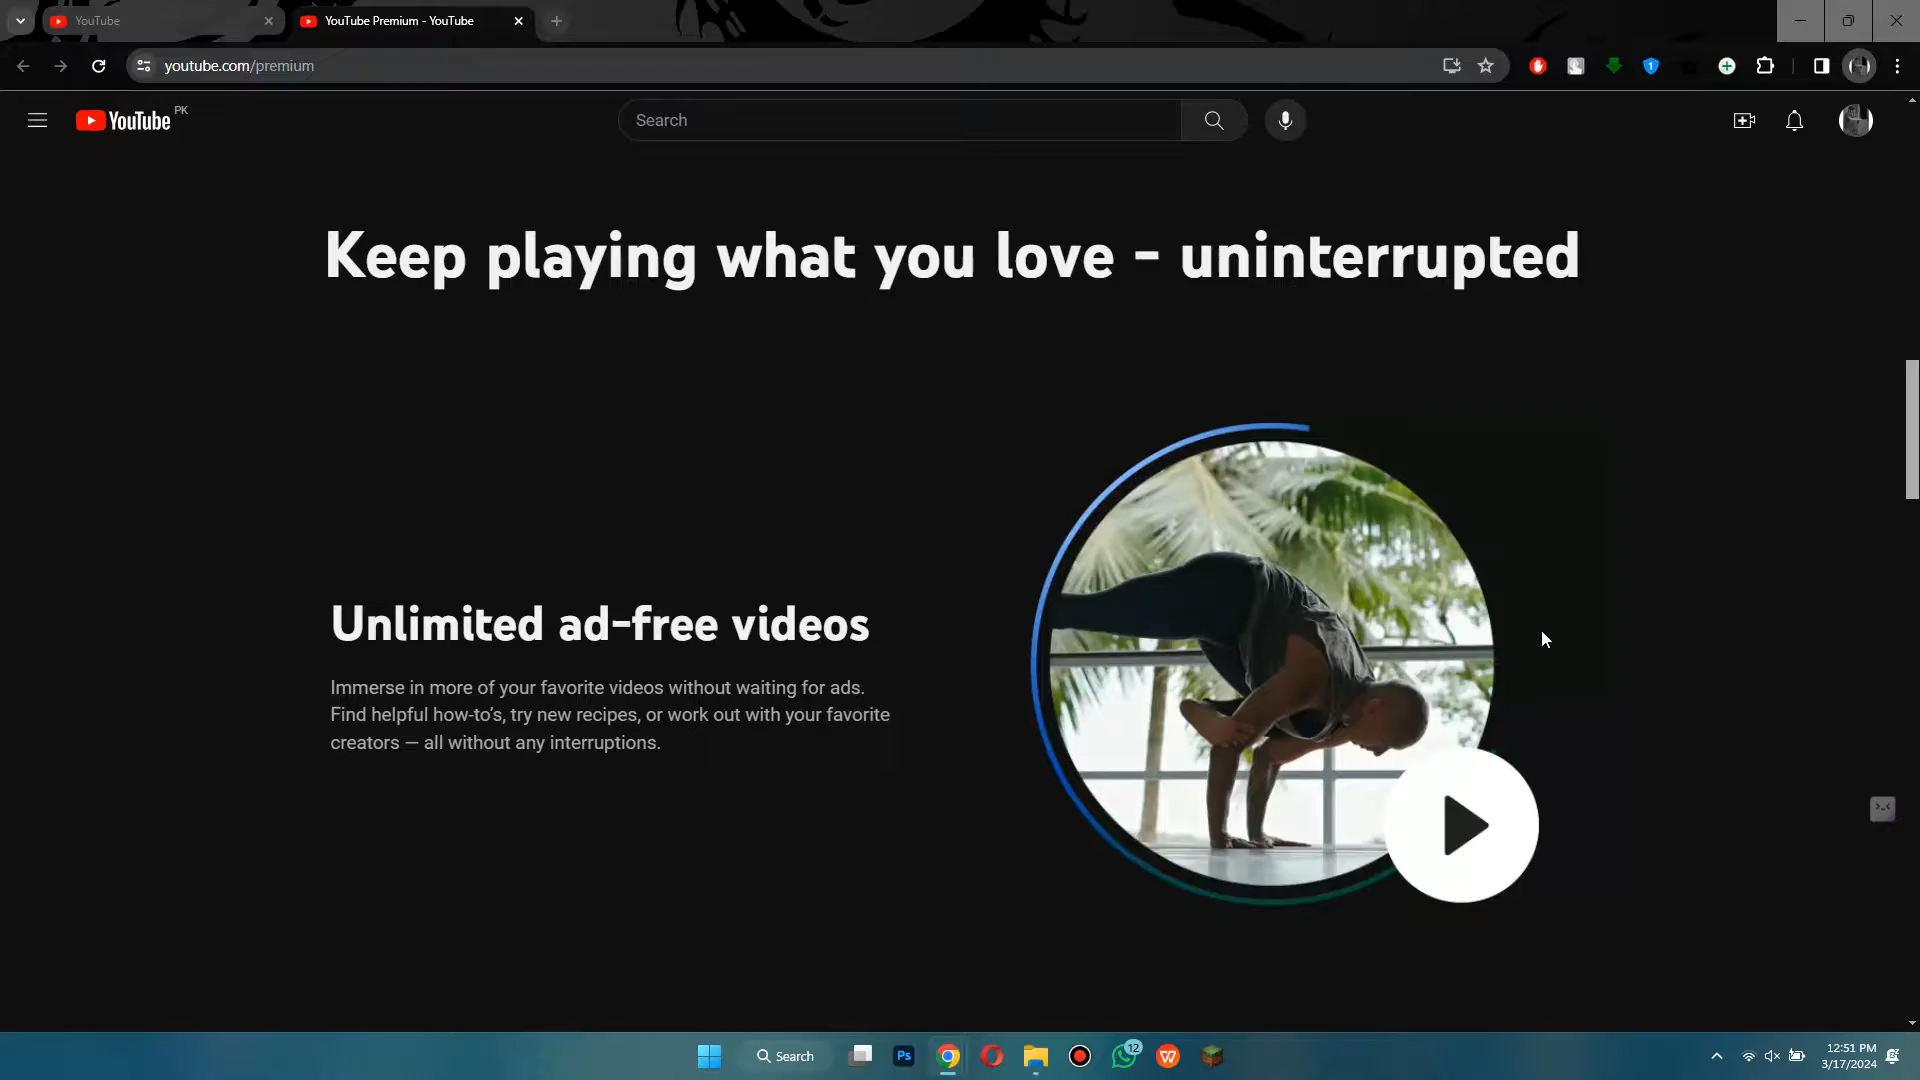 YouTube
YouTube Premium - YouTube
youtube.com/premium
1
YouTube PK
Search
Keep playing what you love - uninterrupted
Unlimited ad-free videos
Immerse in more of your favorite videos without waiting for ads.
Find helpful how-to's, try new recipes, or work out with your favorite
creators — all without any interruptions.
Search
Ps
12
W
12:51 PM
3/17/2024